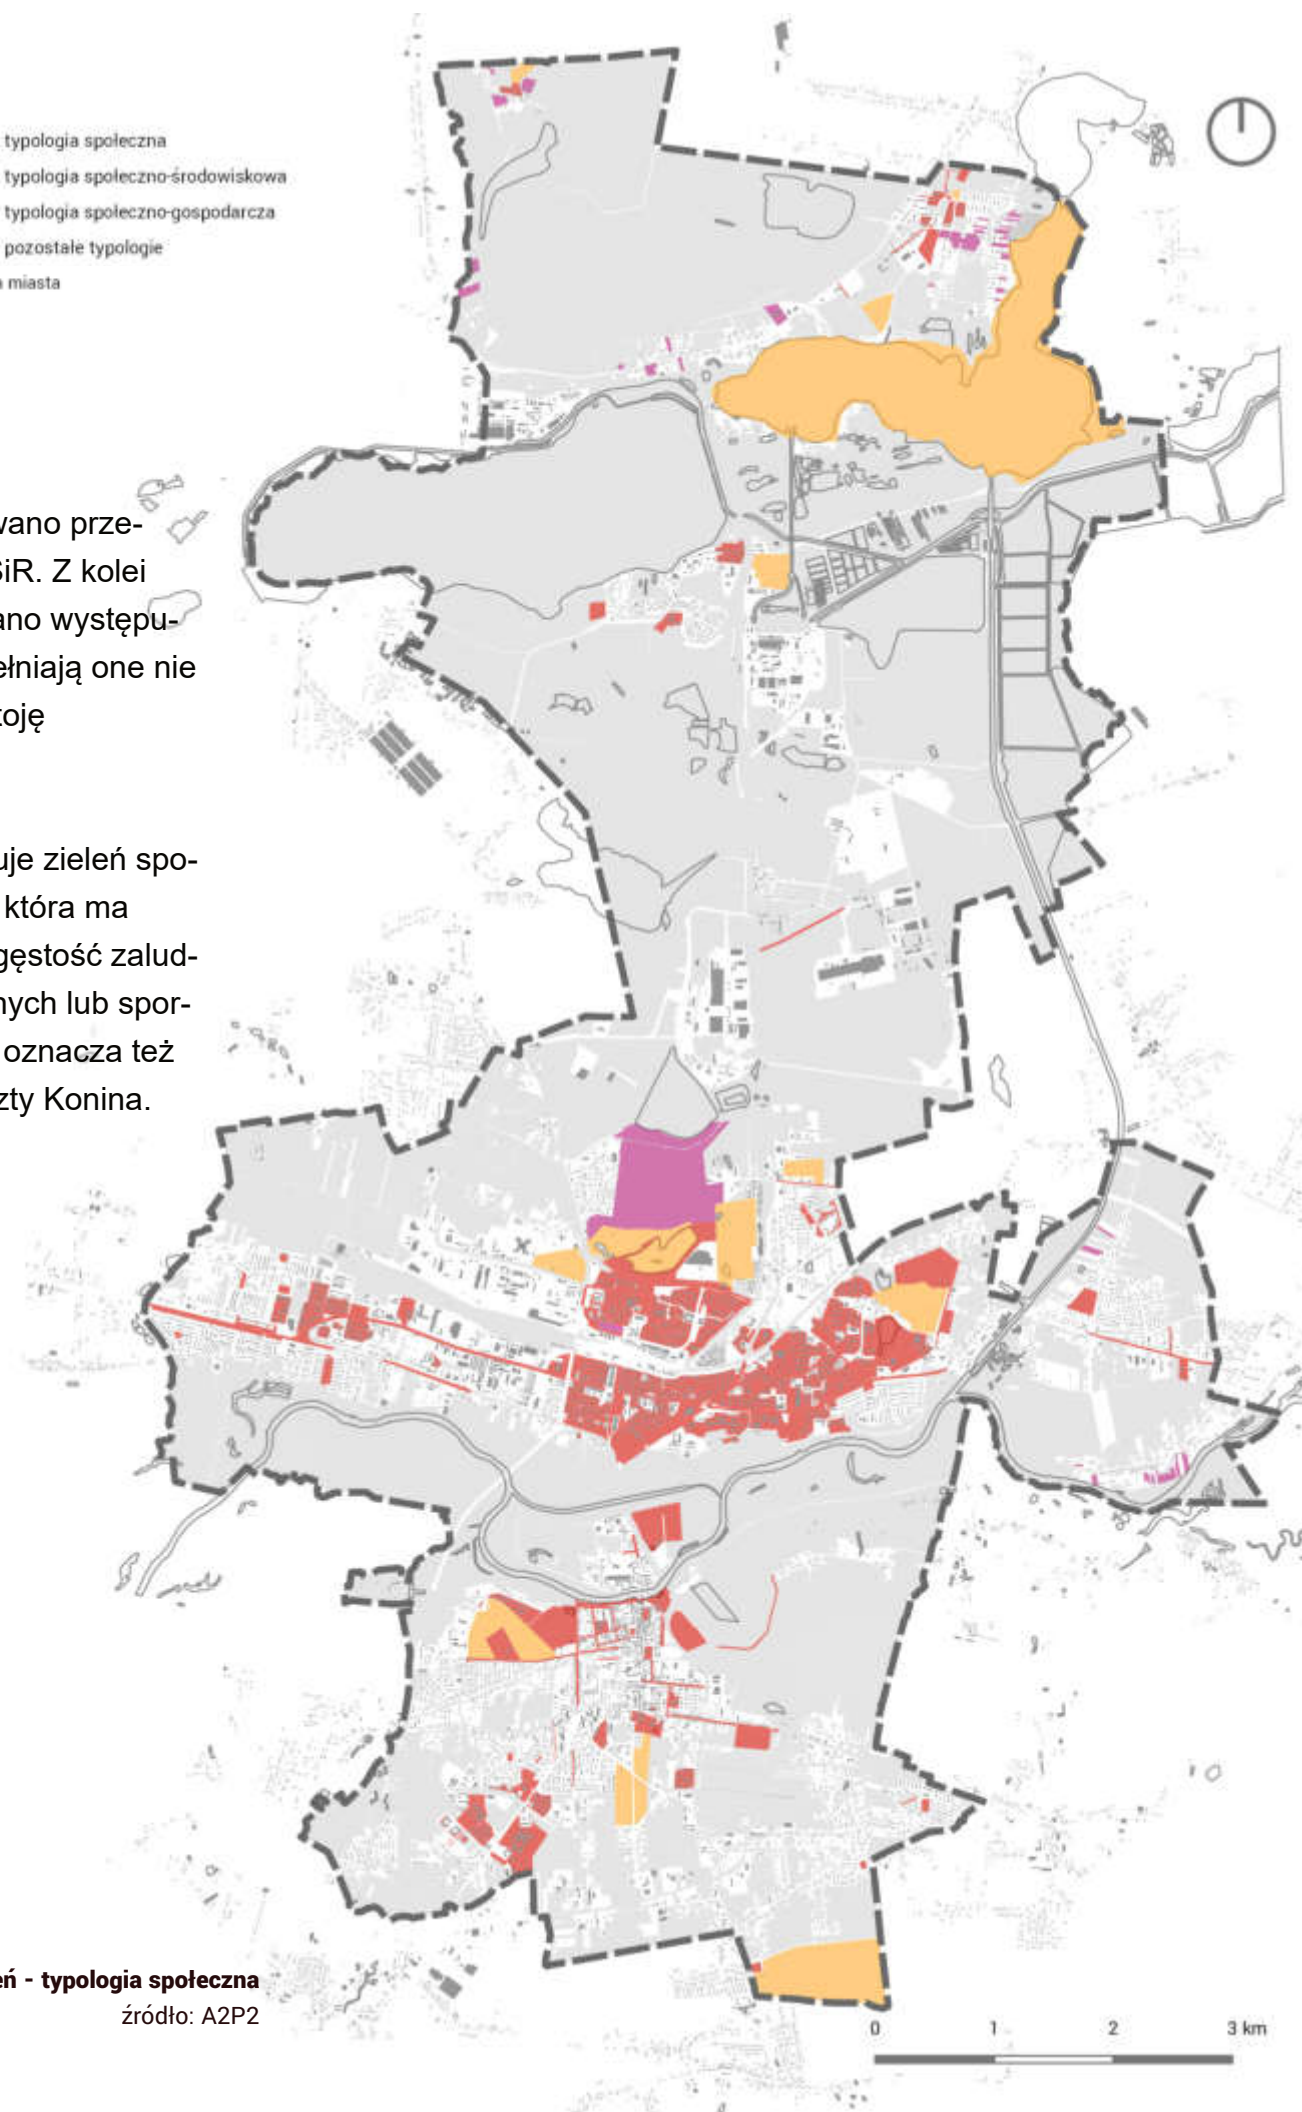 typologia społeczna
typologia społeczno-środowiskowa
typologia społeczno-gospodarcza
pozostałe typologie
miasta
wano prze-
SiR. Z kolei
ano występu-
ełniają one nie
toję
uje zieleń spo-
która ma
gęstość zalud-
nych lub spor-
oznacza też
zty Konina.
eń - typologia społeczna
źródło: A2P2
0 1 2 3 km